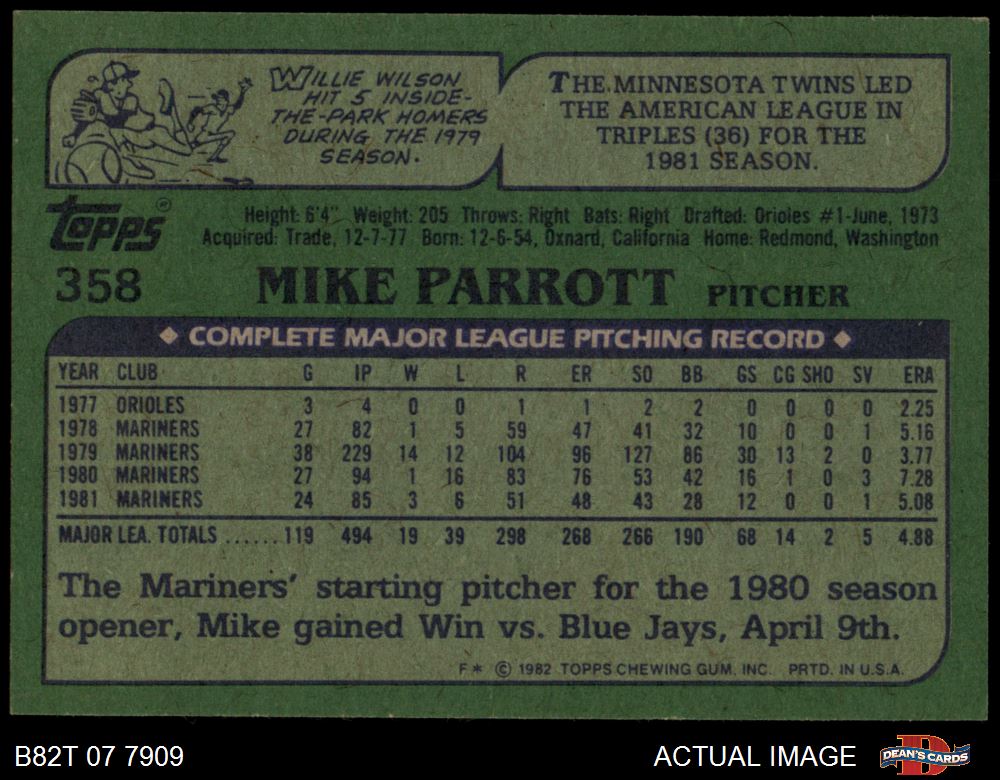 WILLIE WILSON
HIT 5 INSIDE-
THE-PARK HOMERS
DURING THE 1979
SEASON.
THE MINNESOTA TWINS LED
THE AMERICAN LEAGUE IN
TRIPLES (36) FOR THE
1981 SEASON.
topps®
Height: 6'4" Weight: 205 Throws: Right Bats: Right Drafted: Orioles #1-June, 1973
Acquired: Trade, 12-7-77 Born: 12-6-54, Oxnard, California Home: Redmond, Washington
358 MIKE PARROTT PITCHER
◆ COMPLETE MAJOR LEAGUE PITCHING RECORD ◆
YEAR CLUB G IP W L R ER SO BB GS CG SHO SV ERA
1977 ORIOLES 3 4 0 0 1 1 2 2 0 0 0 0 2.25
1978 MARINERS 27 82 1 5 59 47 41 32 10 0 0 1 5.16
1979 MARINERS 38 229 14 12 104 96 127 86 30 13 2 0 3.77
1980 MARINERS 27 94 1 16 83 76 53 42 16 1 0 3 7.28
1981 MARINERS 24 85 3 6 51 48 43 28 12 0 0 1 5.08
MAJOR LEA. TOTALS ......119 494 19 39 298 268 266 190 68 14 2 5 4.88
The Mariners' starting pitcher for the 1980 season
opener, Mike gained Win vs. Blue Jays, April 9th.
F* © 1982 TOPPS CHEWING GUM, INC. PRTD. IN U.S.A.
B82T 07 7909
ACTUAL IMAGE
DEAN'S CARDS